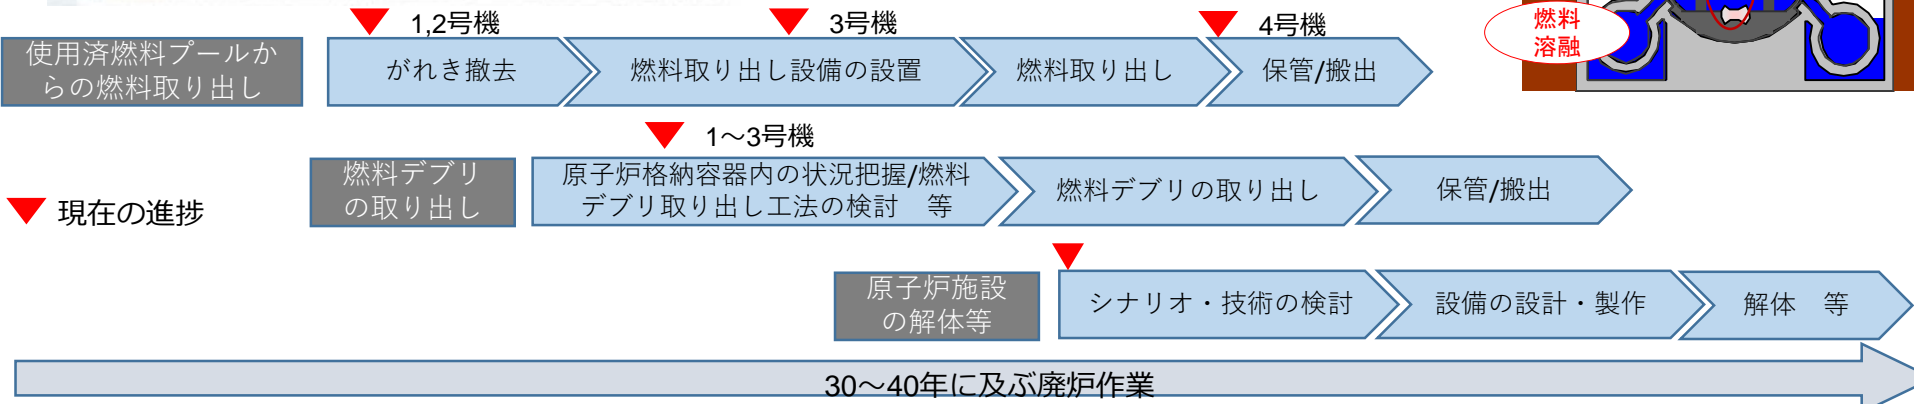 1,2号機
3号機
4号機
燃料
溶融
使用済燃料プールか
らの燃料取り出し
がれき撤去
燃料取り出し設備の設置
燃料取り出し
保管/搬出
1～3号機
燃料デブリ
の取り出し
原子炉格納容器内の状況把握/燃料
デブリ取り出し工法の検討　等
燃料デブリの取り出し
保管/搬出
現在の進捗
原子炉施設
の解体等
シナリオ・技術の検討
設備の設計・製作
解体　等
30～40年に及ぶ廃炉作業